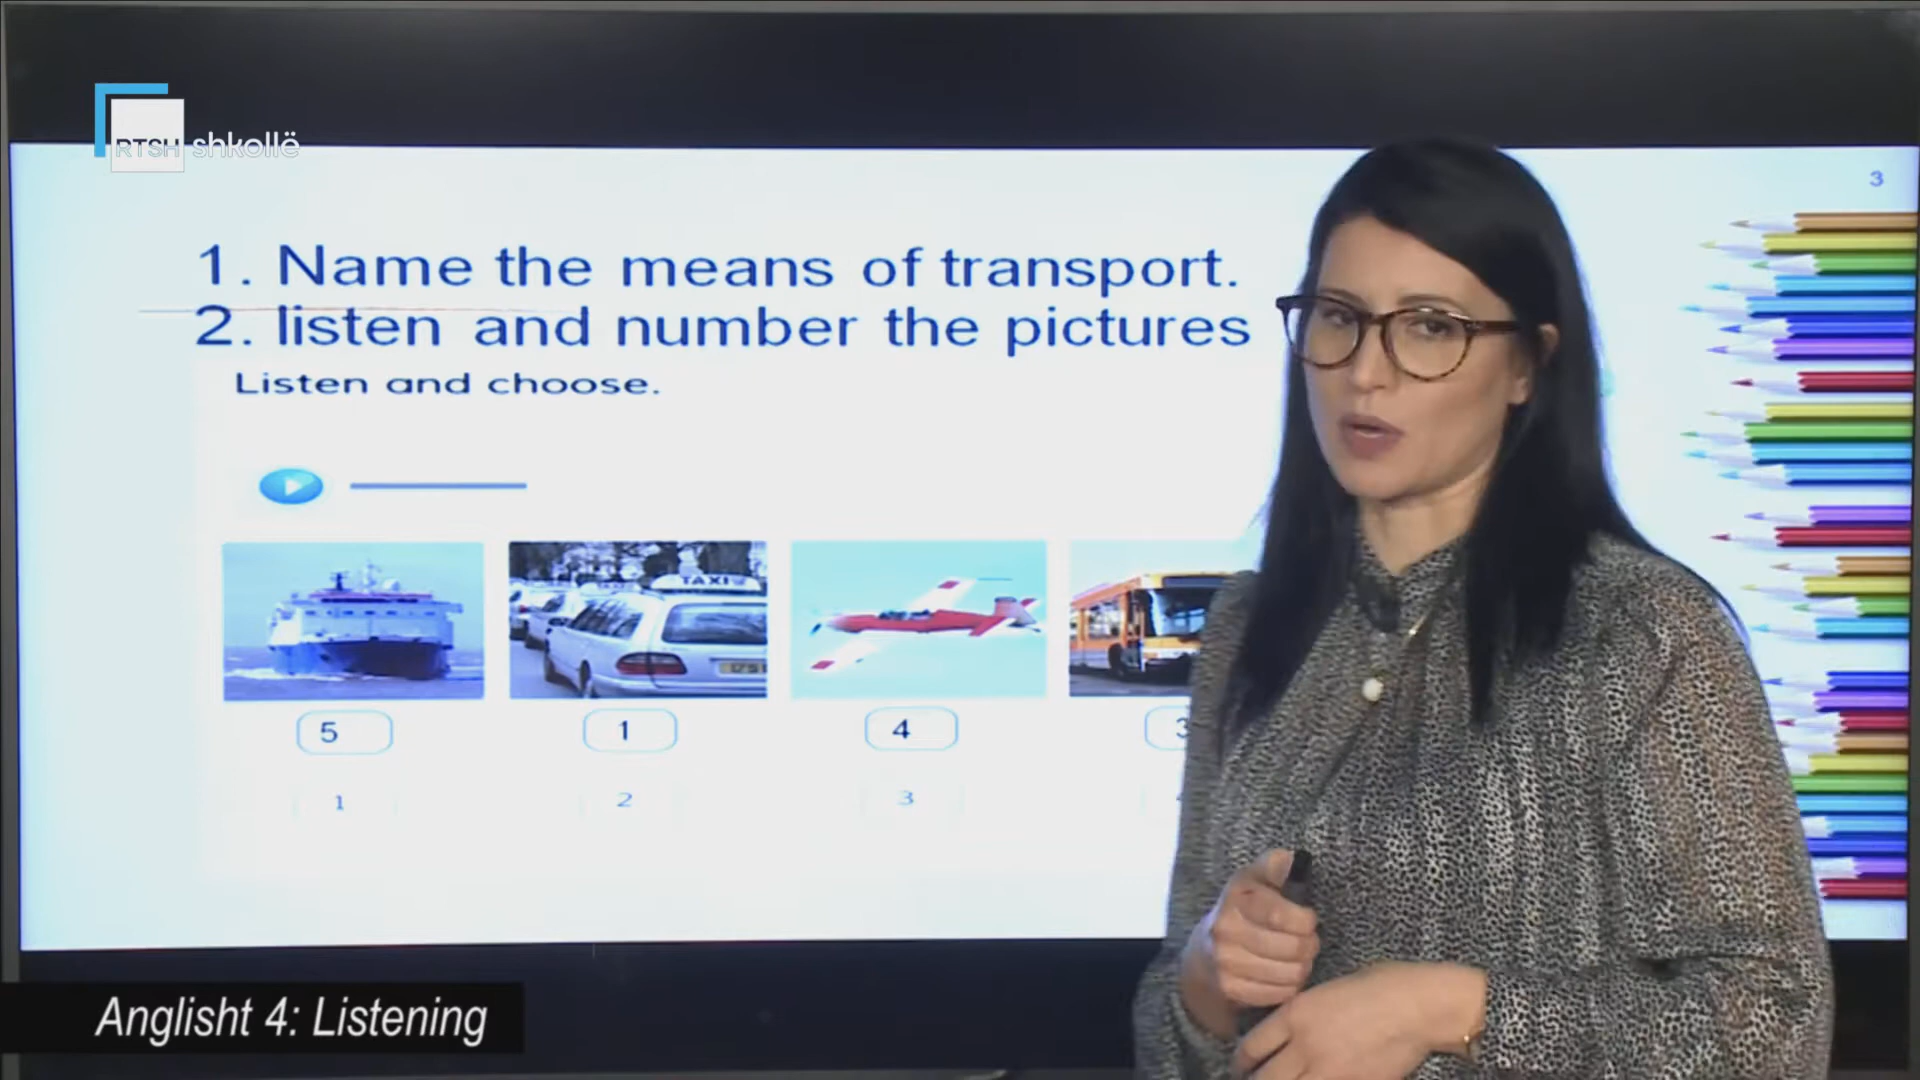 RTSH shkollë
3
1. Name the means of transport.
2. listen and number the pictures
Listen and choose.
TAXI
5 1 4 3
1 2 3
Anglisht 4: Listening